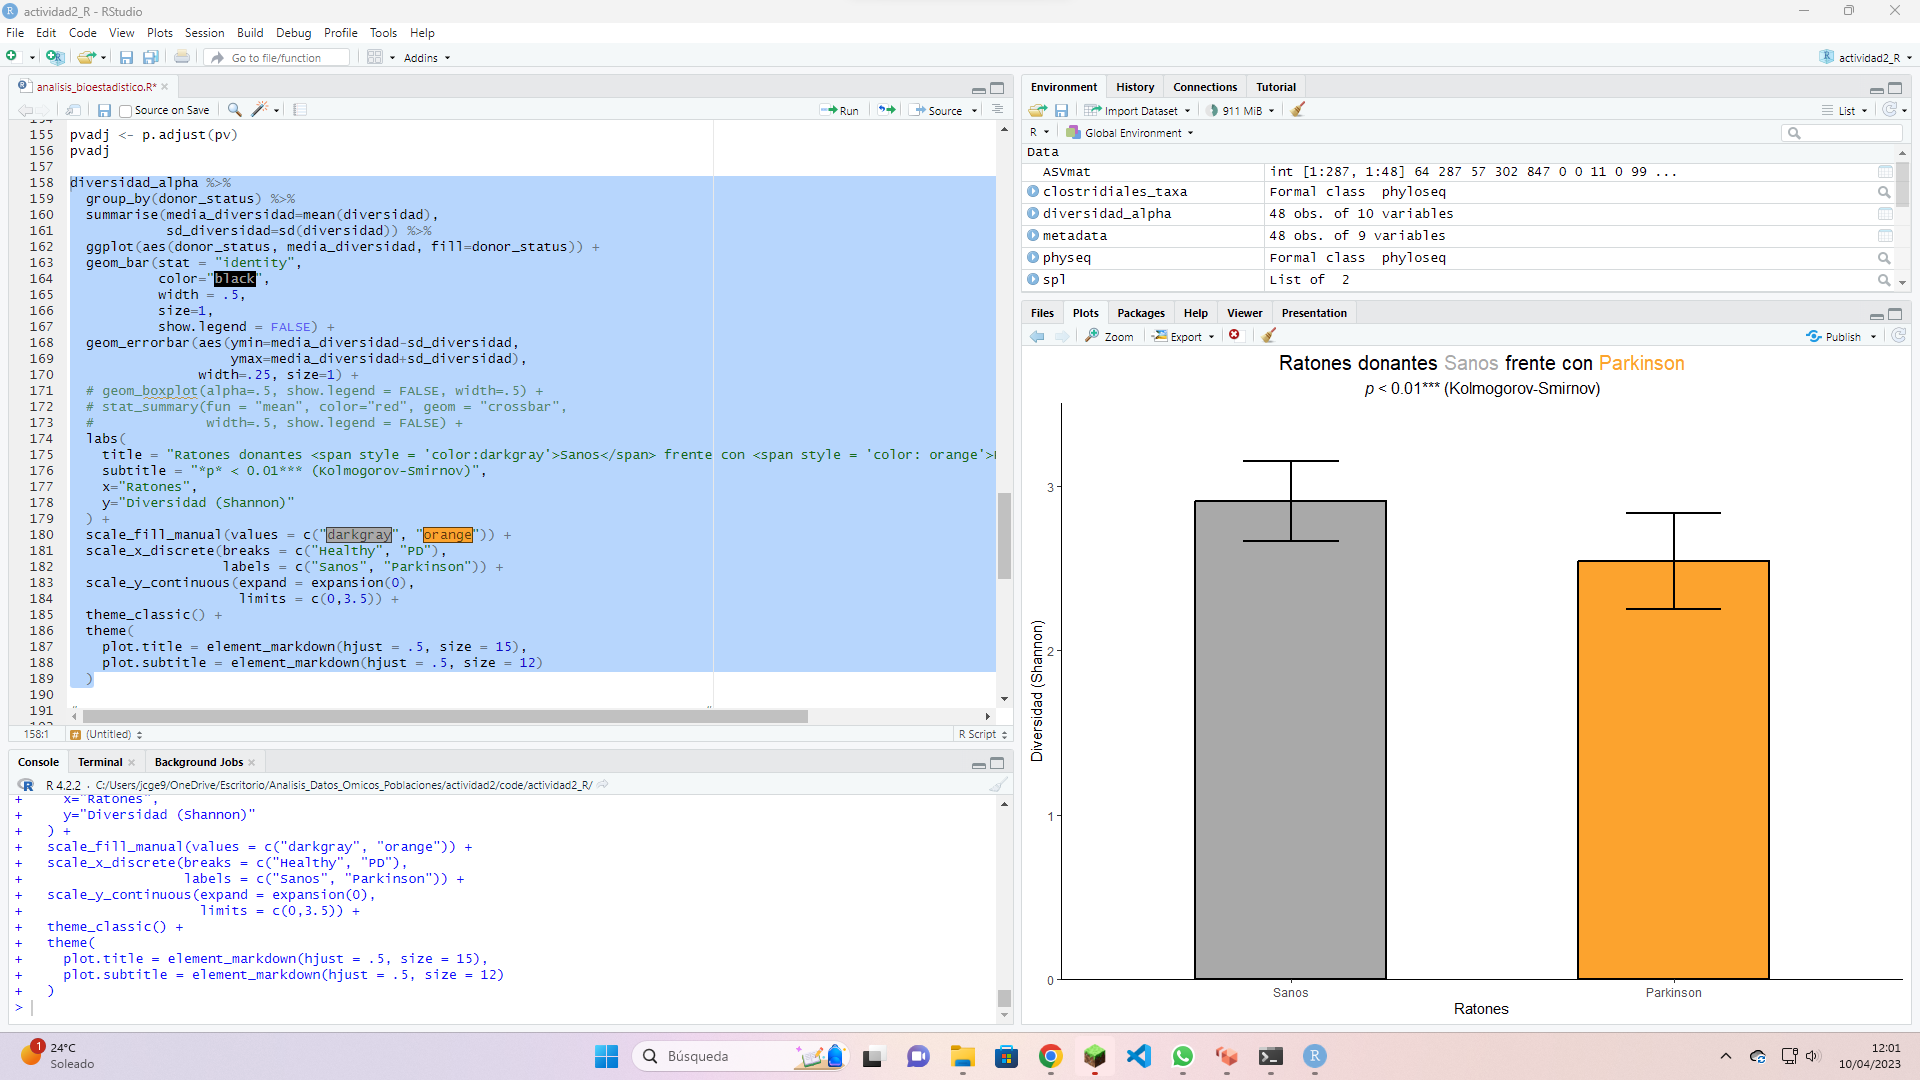 actividad2_R - RStudio
File Edit Code View Plots Session Build Debug Profile Tools Help
Go to file/function
Addins
actividad2_R
analisis_bioestadistico.R*
Source on Save
Run
Source
155 pvadj <- p.adjust(pv)
156 pvadj
157
158 diversidad_alpha %>%
159 group_by(donor_status) %>%
160 summarise(media_diversidad=mean(diversidad),
161 sd_diversidad=sd(diversidad)) %>%
162 ggplot(aes(donor_status, media_diversidad, fill=donor_status)) +
163 geom_bar(stat = "identity",
164 color="black",
165 width = .5,
166 size=1,
167 show.legend = FALSE) +
168 geom_errorbar(aes(ymin=media_diversidad-sd_diversidad,
169 ymax=media_diversidad+sd_diversidad),
170 width=.25, size=1) +
171 # geom_boxplot(alpha=.5, show.legend = FALSE, width=.5) +
172 # stat_summary(fun = "mean", color="red", geom = "crossbar",
173 # width=.5, show.legend = FALSE) +
174 labs(
175 title = "Ratones donantes <span style = 'color:darkgray'>Sanos</span> frente con <span style = 'color: orange'>
176 subtitle = "*p* < 0.01*** (Kolmogorov-Smirnov)",
177 x="Ratones",
178 y="Diversidad (Shannon)"
179 ) +
180 scale_fill_manual(values = c("darkgray", "orange")) +
181 scale_x_discrete(breaks = c("Healthy", "PD"),
182 labels = c("Sanos", "Parkinson")) +
183 scale_y_continuous(expand = expansion(0),
184 limits = c(0,3.5)) +
185 theme_classic() +
186 theme(
187 plot.title = element_markdown(hjust = .5, size = 15),
188 plot.subtitle = element_markdown(hjust = .5, size = 12)
189 )
190
191
158:1 # (Untitled) R Script
Console Terminal Background Jobs
R 4.2.2 · C:/Users/jcge9/OneDrive/Escritorio/Analisis_Datos_Omicos_Poblaciones/actividad2/code/actividad2_R/
+ x="Ratones",
+ y="Diversidad (Shannon)"
+ ) +
+ scale_fill_manual(values = c("darkgray", "orange")) +
+ scale_x_discrete(breaks = c("Healthy", "PD"),
+ labels = c("Sanos", "Parkinson")) +
+ scale_y_continuous(expand = expansion(0),
+ limits = c(0,3.5)) +
+ theme_classic() +
+ theme(
+ plot.title = element_markdown(hjust = .5, size = 15),
+ plot.subtitle = element_markdown(hjust = .5, size = 12)
+ )
>
Environment History Connections Tutorial
Import Dataset 911 MiB List
R Global Environment
Data
ASVmat int [1:287, 1:48] 64 287 57 302 847 0 0 11 0 99 ...
clostridiales_taxa Formal class phyloseq
diversidad_alpha 48 obs. of 10 variables
metadata 48 obs. of 9 variables
physeq Formal class phyloseq
spl List of 2
Files Plots Packages Help Viewer Presentation
Zoom Export Publish
Ratones donantes Sanos frente con Parkinson
p < 0.01*** (Kolmogorov-Smirnov)
3
2
1
0
Diversidad (Shannon)
Sanos Parkinson
Ratones
1
24°C
Soleado
Búsqueda
12:01
10/04/2023